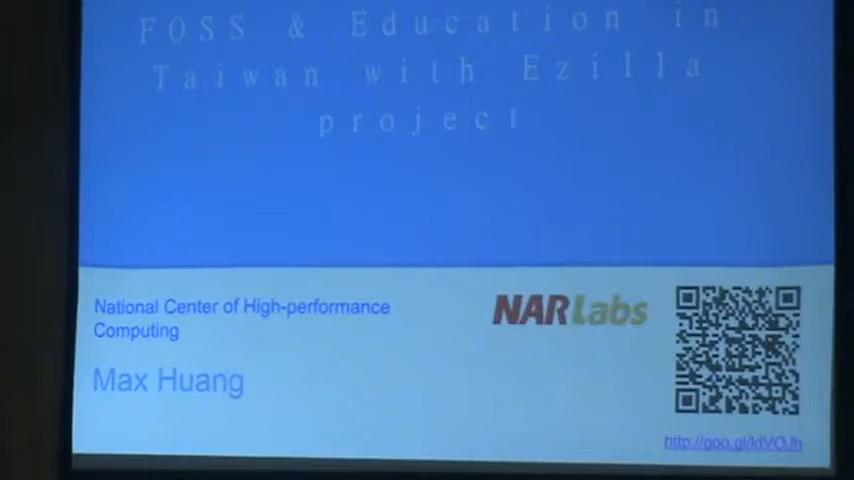 FOSS & Education in
Taiwan with Ezilla
project
National Center of High-performance
Computing
NARLabs
Max Huang